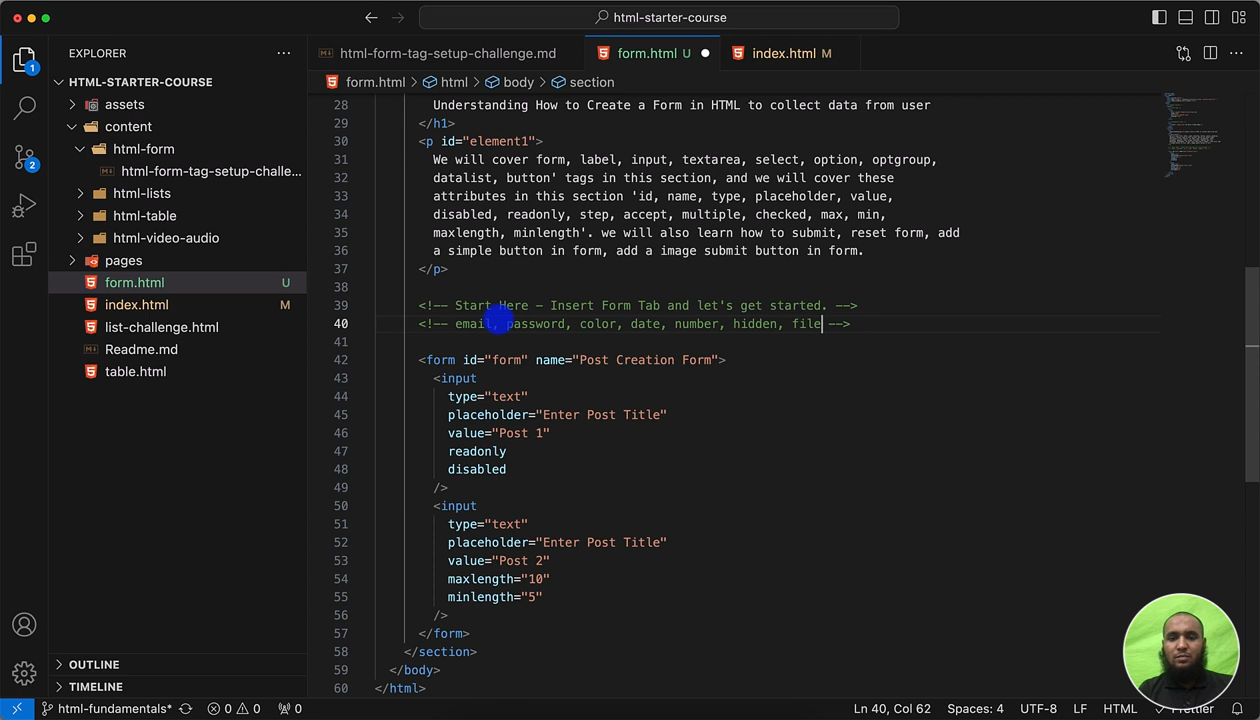 html-starter-course
EXPLORER
HTML-STARTER-COURSE
assets
content
html-form
html-form-tag-setup-challe...
html-lists
html-table
html-video-audio
pages
form.html U
index.html M
list-challenge.html
Readme.md
table.html
OUTLINE
TIMELINE
1
2
html-form-tag-setup-challenge.md
form.html U
index.html M
form.html > html > body > section
28 Understanding How to Create a Form in HTML to collect data from user
29 </h1>
30 <p id="element1">
31 We will cover form, label, input, textarea, select, option, optgroup,
32 datalist, button' tags in this section, and we will cover these
33 attributes in this section 'id, name, type, placeholder, value,
34 disabled, readonly, step, accept, multiple, checked, max, min,
35 maxlength, minlength'. we will also learn how to submit, reset form, add
36 a simple button in form, add a image submit button in form.
37 </p>
38
39 <!-- Start Here – Insert Form Tab and let's get started. -->
40 <!-- email, password, color, date, number, hidden, file -->
41
42 <form id="form" name="Post Creation Form">
43 <input
44 type="text"
45 placeholder="Enter Post Title"
46 value="Post 1"
47 readonly
48 disabled
49 />
50 <input
51 type="text"
52 placeholder="Enter Post Title"
53 value="Post 2"
54 maxlength="10"
55 minlength="5"
56 />
57 </form>
58 </section>
59 </body>
60 </html>
html-fundamentals* 0 0 0 Ln 40, Col 62 Spaces: 4 UTF-8 LF HTML Prettier